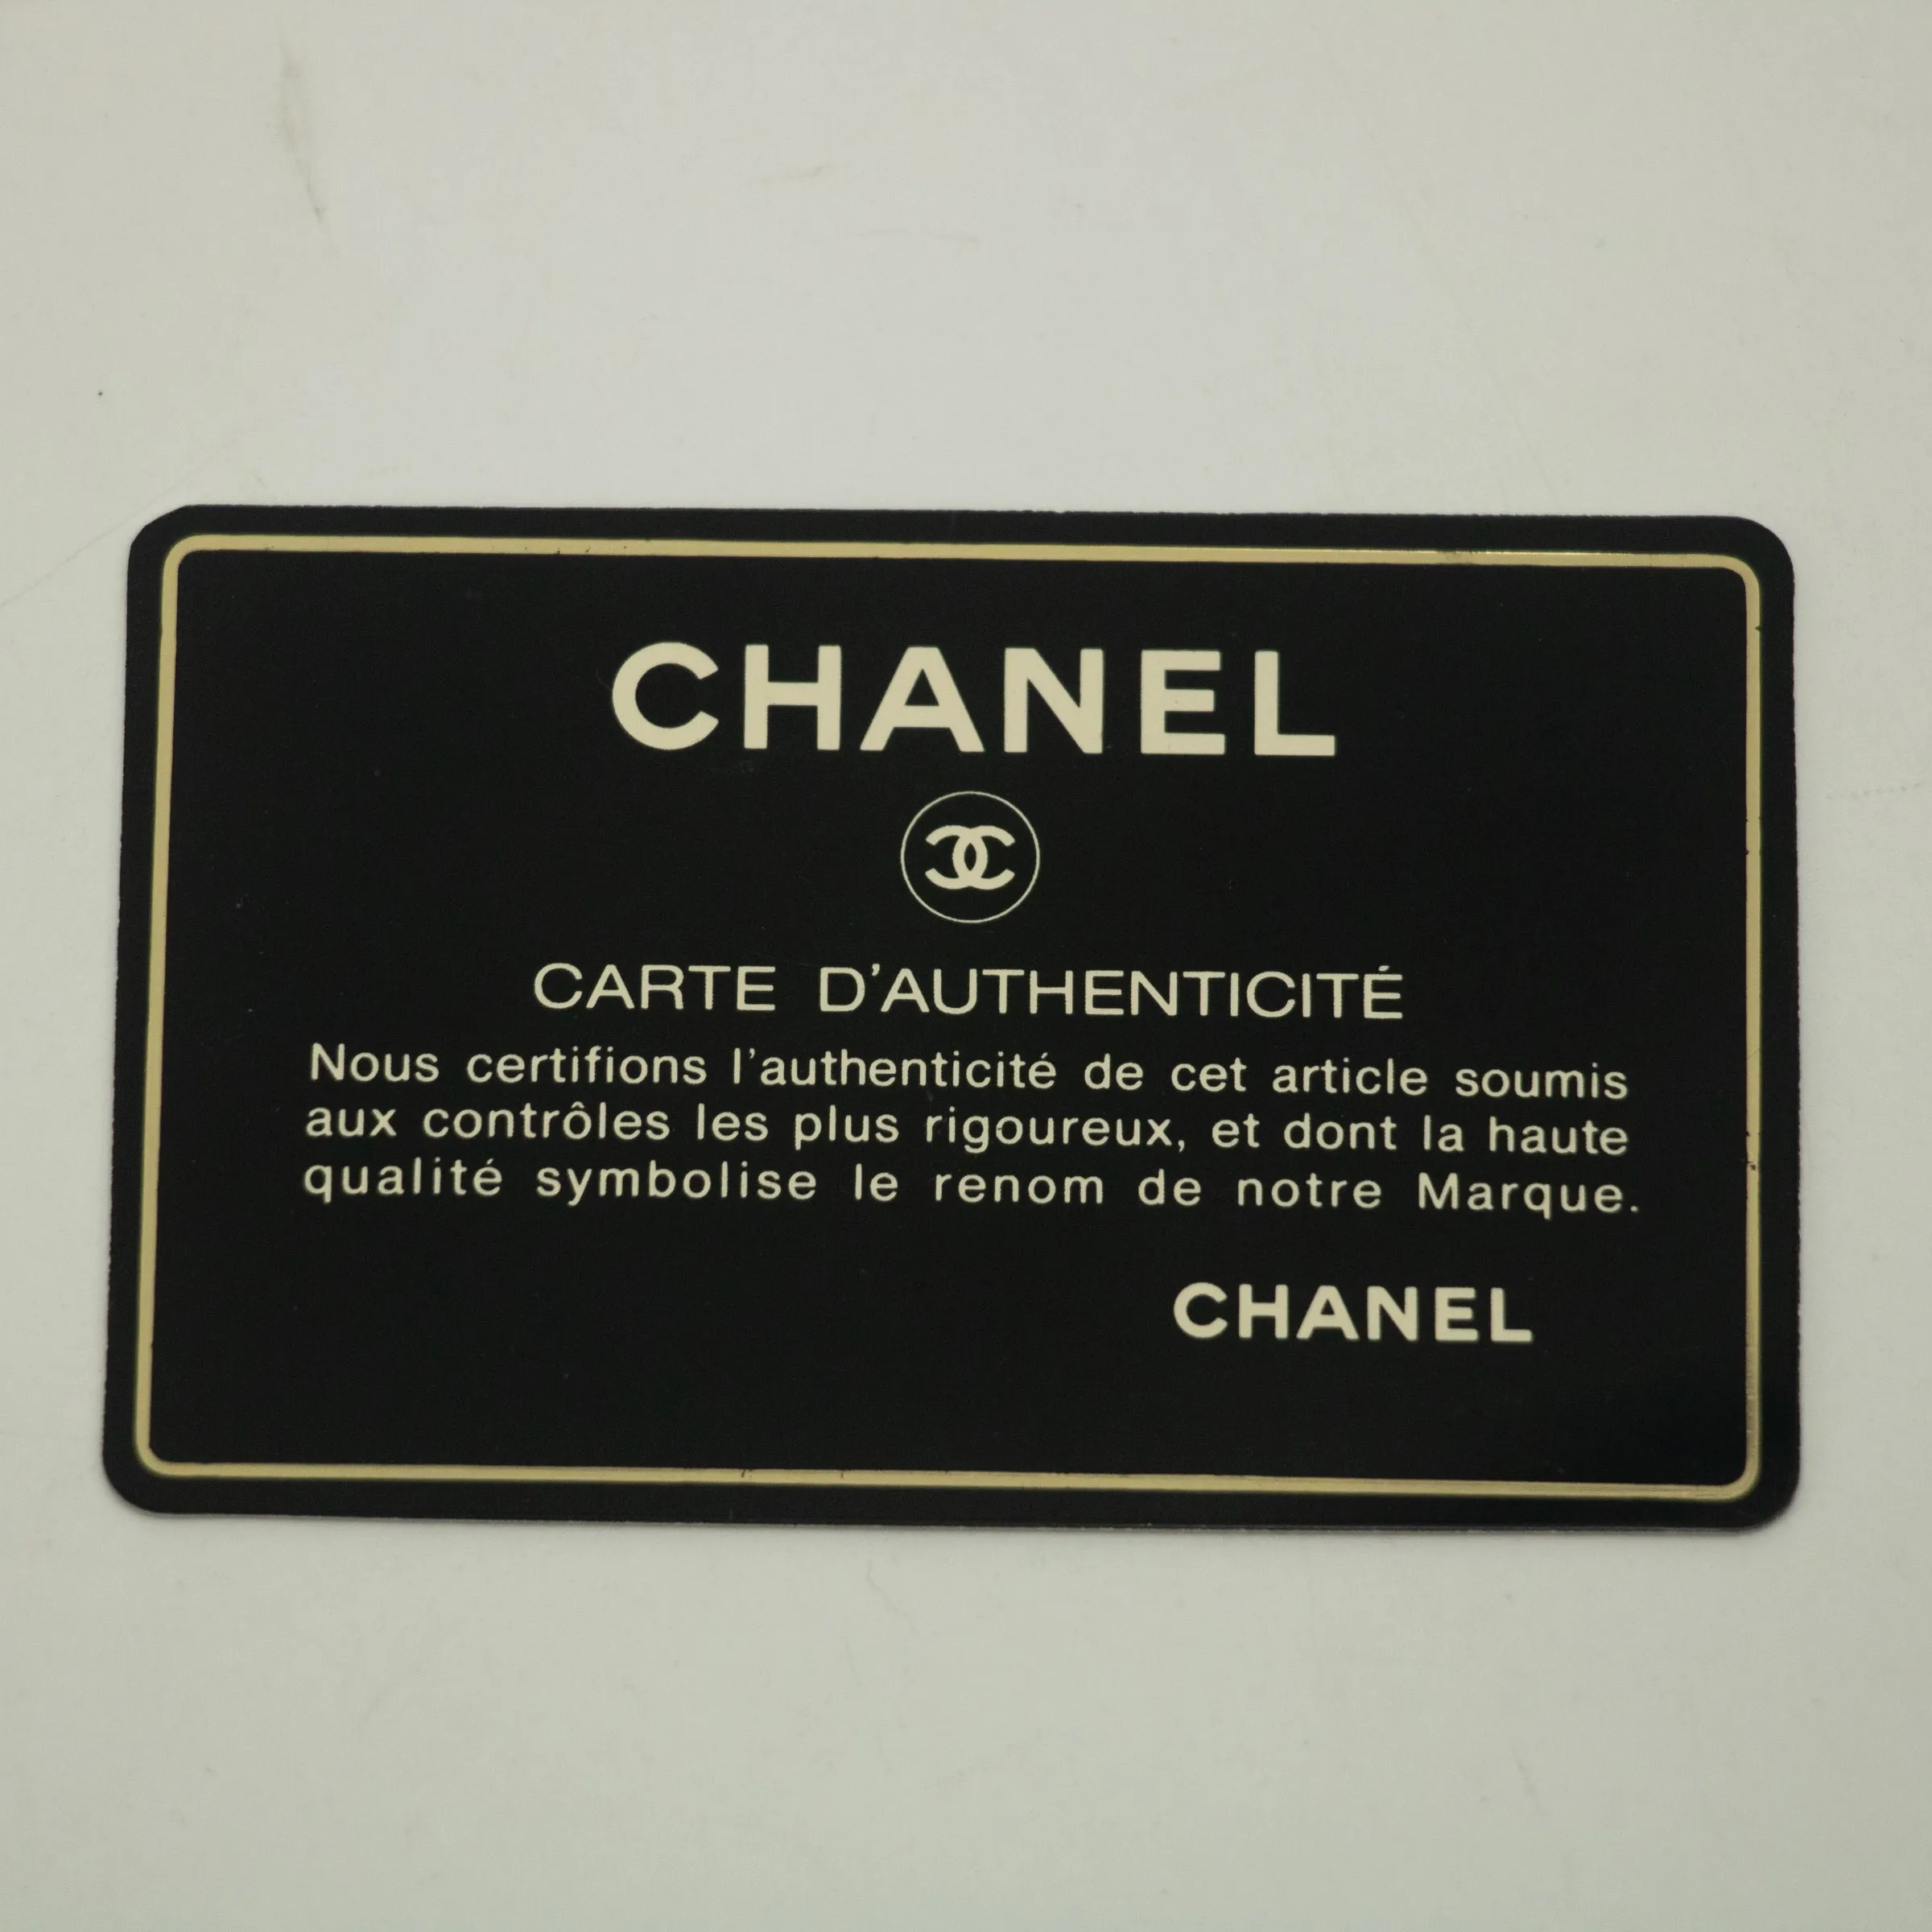 CHANEL
CARTE D'AUTHENTICITÉ
Nous certifions l'authenticité de cet article soumis
aux contrôles les plus rigoureux, et dont la haute
qualité symbolise le renom de notre Marque.
CHANEL